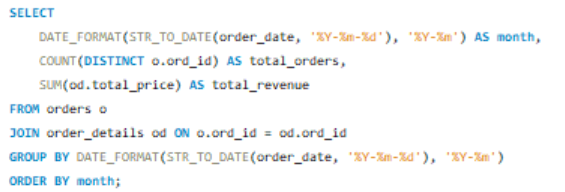 SELECT
DATE_FORMAT(STR_TO_DATE(order_date, '%Y-%m-%d'), '%Y-%m') AS month,
COUNT(DISTINCT o.ord_id) AS total_orders,
SUM(od.total_price) AS total_revenue
FROM orders o
JOIN order_details od ON o.ord_id = od.ord_id
GROUP BY DATE_FORMAT(STR_TO_DATE(order_date, '%Y-%m-%d'), '%Y-%m')
ORDER BY month;